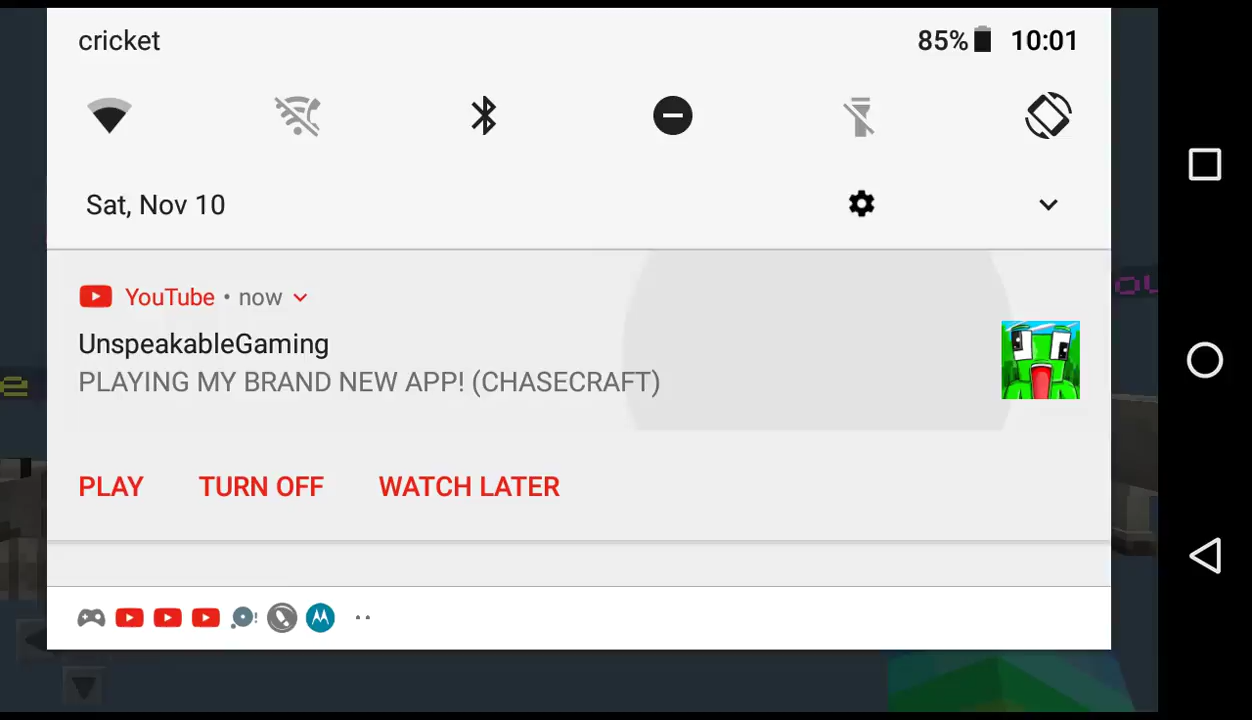 cricket
85% 10:01
Sat, Nov 10
YouTube • now
UnspeakableGaming
PLAYING MY BRAND NEW APP! (CHASECRAFT)
PLAY TURN OFF WATCH LATER